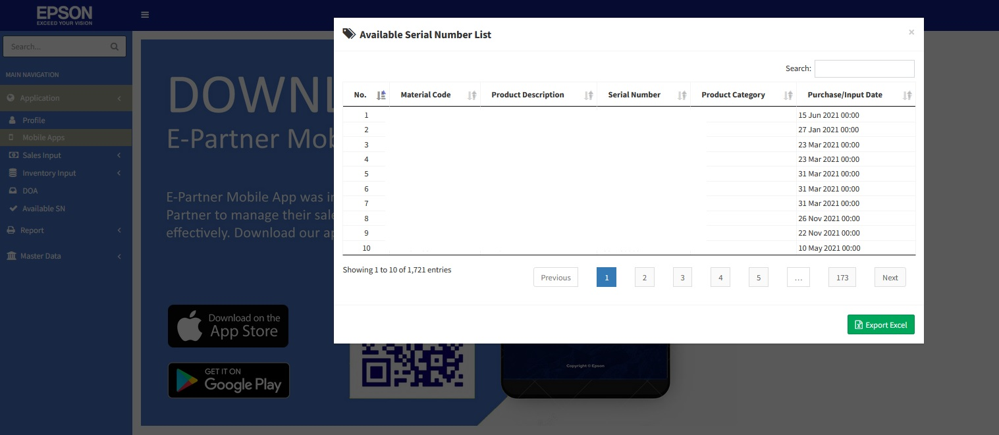 EPSON
EXCEED YOUR VISION
Available Serial Number List
×
Search...
Search:
MAIN NAVIGATION
Application
Profile
Mobile Apps
Sales Input
Inventory Input
DOA
Available SN
Report
Master Data
DOWNL
E-Partner Mob
E-Partner Mobile App was in
Partner to manage their sale
effectively. Download our ap
No. Material Code Product Description Serial Number Product Category Purchase/Input Date
1 15 Jun 2021 00:00
2 27 Jan 2021 00:00
3 23 Mar 2021 00:00
4 23 Mar 2021 00:00
5 31 Mar 2021 00:00
6 31 Mar 2021 00:00
7 31 Mar 2021 00:00
8 26 Nov 2021 00:00
9 22 Nov 2021 00:00
10 10 May 2021 00:00
Showing 1 to 10 of 1,721 entries
Previous 1 2 3 4 5 … 173 Next
Export Excel
Download on the
App Store
GET IT ON
Google Play
Copyright © Epson